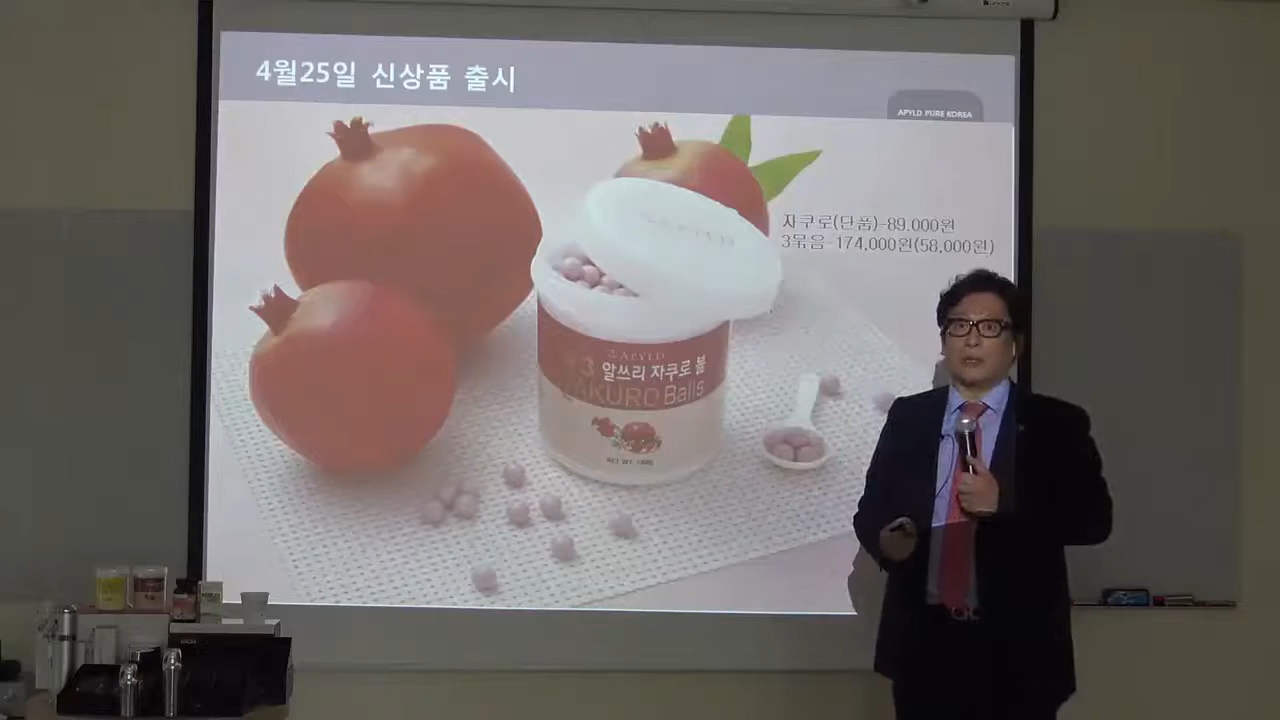 4월25일 신상품 출시
APYLD PURE KOREA
자쿠로(단품)-89.000원
3묶음-174,000원(58,000원)
APYLD
알쓰리 자쿠로 볼
Balls
NET WT.